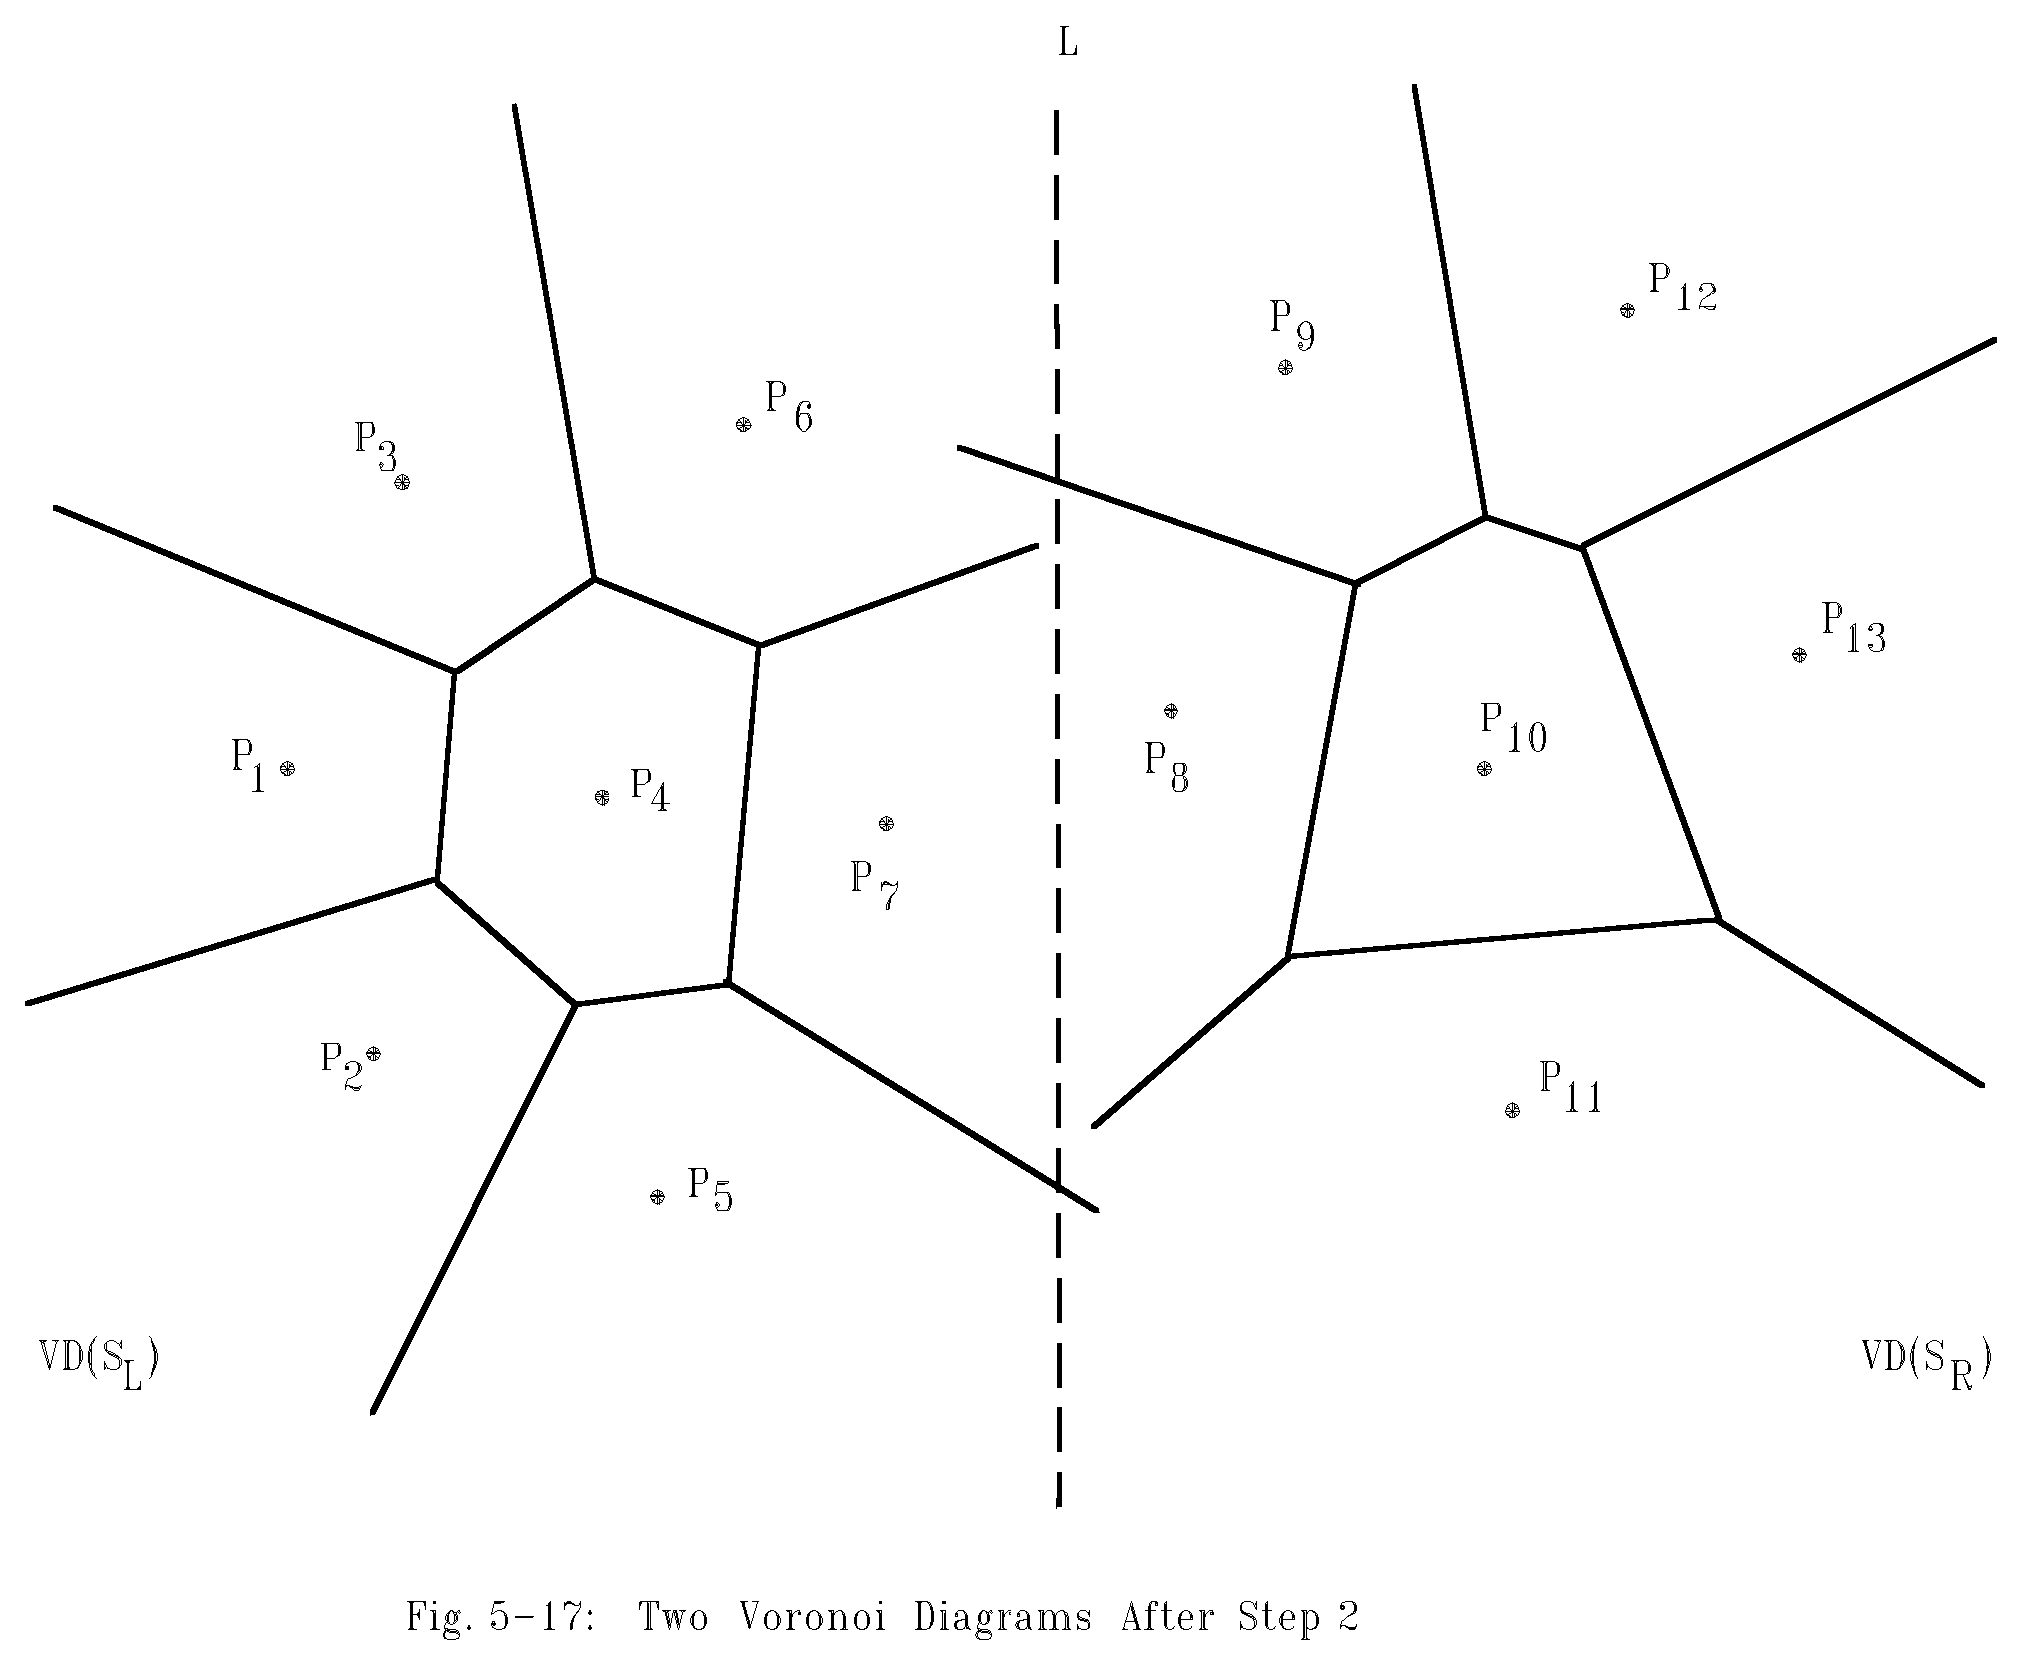 L
P12
P9
P6
P3
P13
P10
P1
P8
P4
P7
P2
P11
P5
VD(SL)
VD(SR)
Fig. 5-17: Two Voronoi Diagrams After Step 2